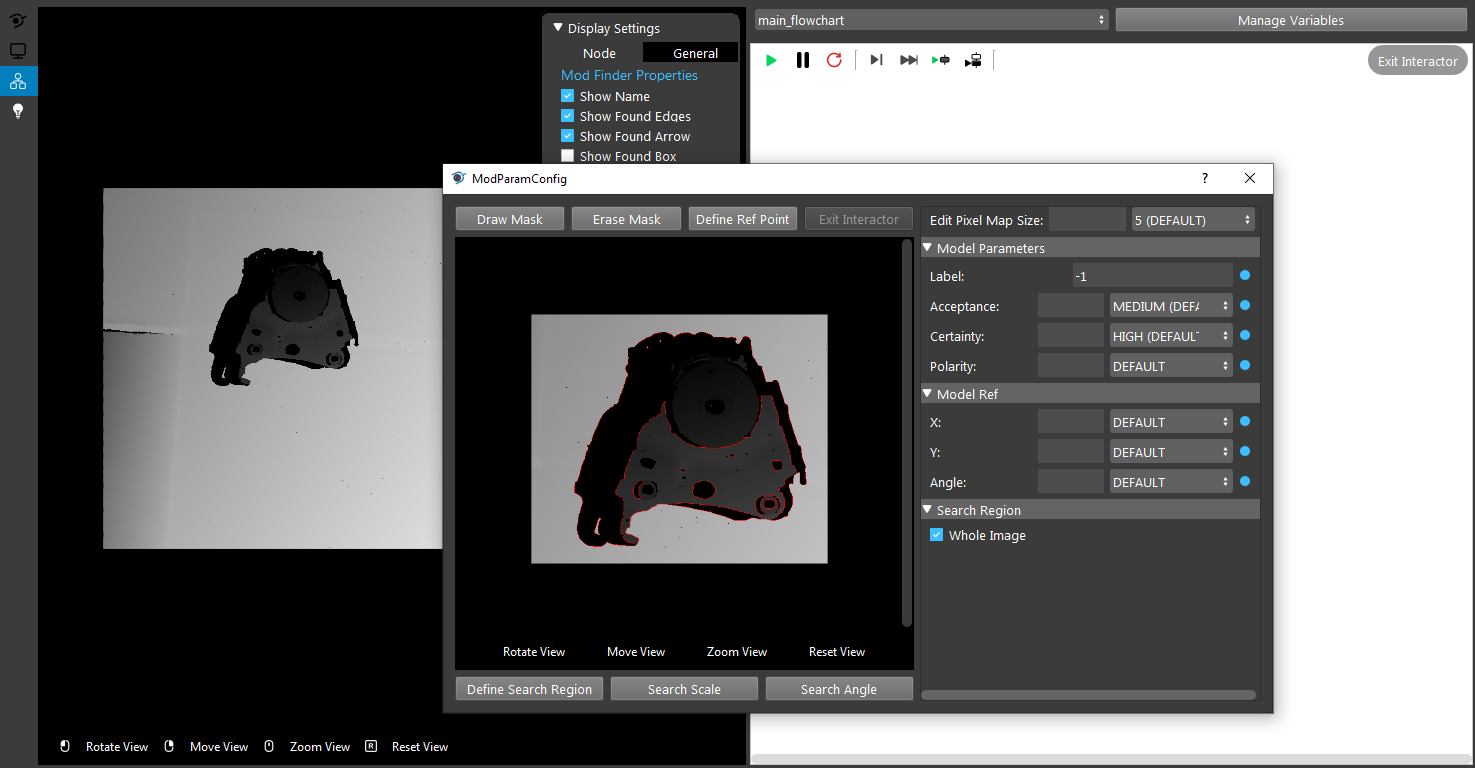 Display Settings
Node General
Mod Finder Properties
Show Name
Show Found Edges
Show Found Arrow
Show Found Box
main_flowchart
Manage Variables
Exit Interactor
ModParamConfig
?
Draw Mask Erase Mask Define Ref Point Exit Interactor
Edit Pixel Map Size: 5 (DEFAULT)
Model Parameters
Label: -1
Acceptance: MEDIUM (DEFA
Certainty: HIGH (DEFAULT
Polarity: DEFAULT
Model Ref
X: DEFAULT
Y: DEFAULT
Angle: DEFAULT
Search Region
Whole Image
Rotate View Move View Zoom View Reset View
Define Search Region Search Scale Search Angle
Rotate View Move View Zoom View R Reset View